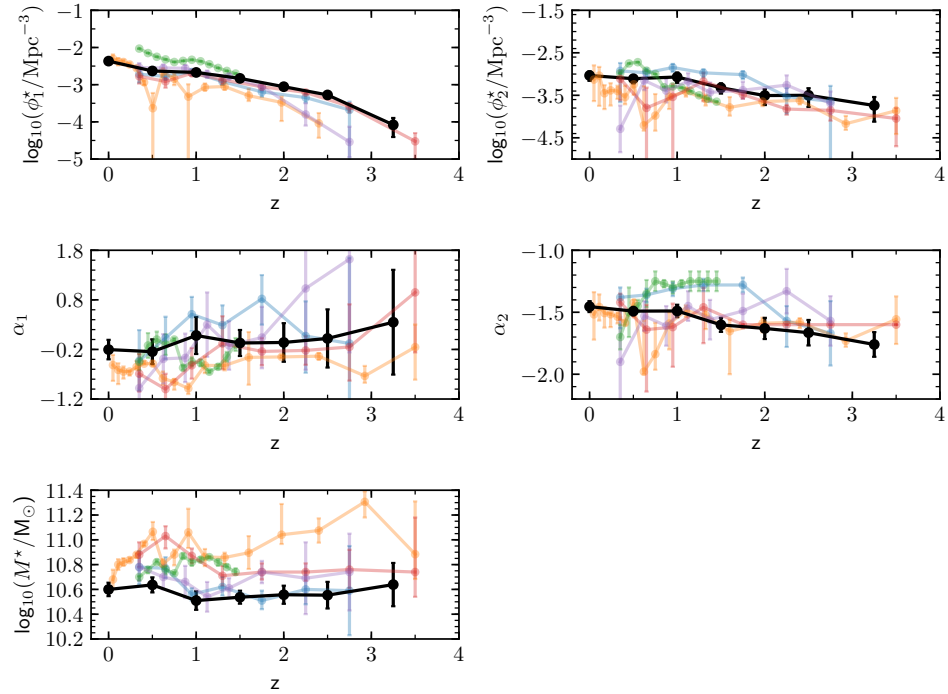 −1
−2
−3
−4
−5
log₁₀(ϕ₁*/Mpc⁻³)
0 1 2 3 4
z
−1.5
−2.5
−3.5
−4.5
log₁₀(ϕ₂*/Mpc⁻³)
0 1 2 3 4
z
1.8
0.8
−0.2
−1.2
α₁
0 1 2 3 4
z
−1.0
−1.5
−2.0
α₂
0 1 2 3 4
z
11.4
11.2
11.0
10.8
10.6
10.4
10.2
log₁₀(M*/M⊙)
0 1 2 3 4
z